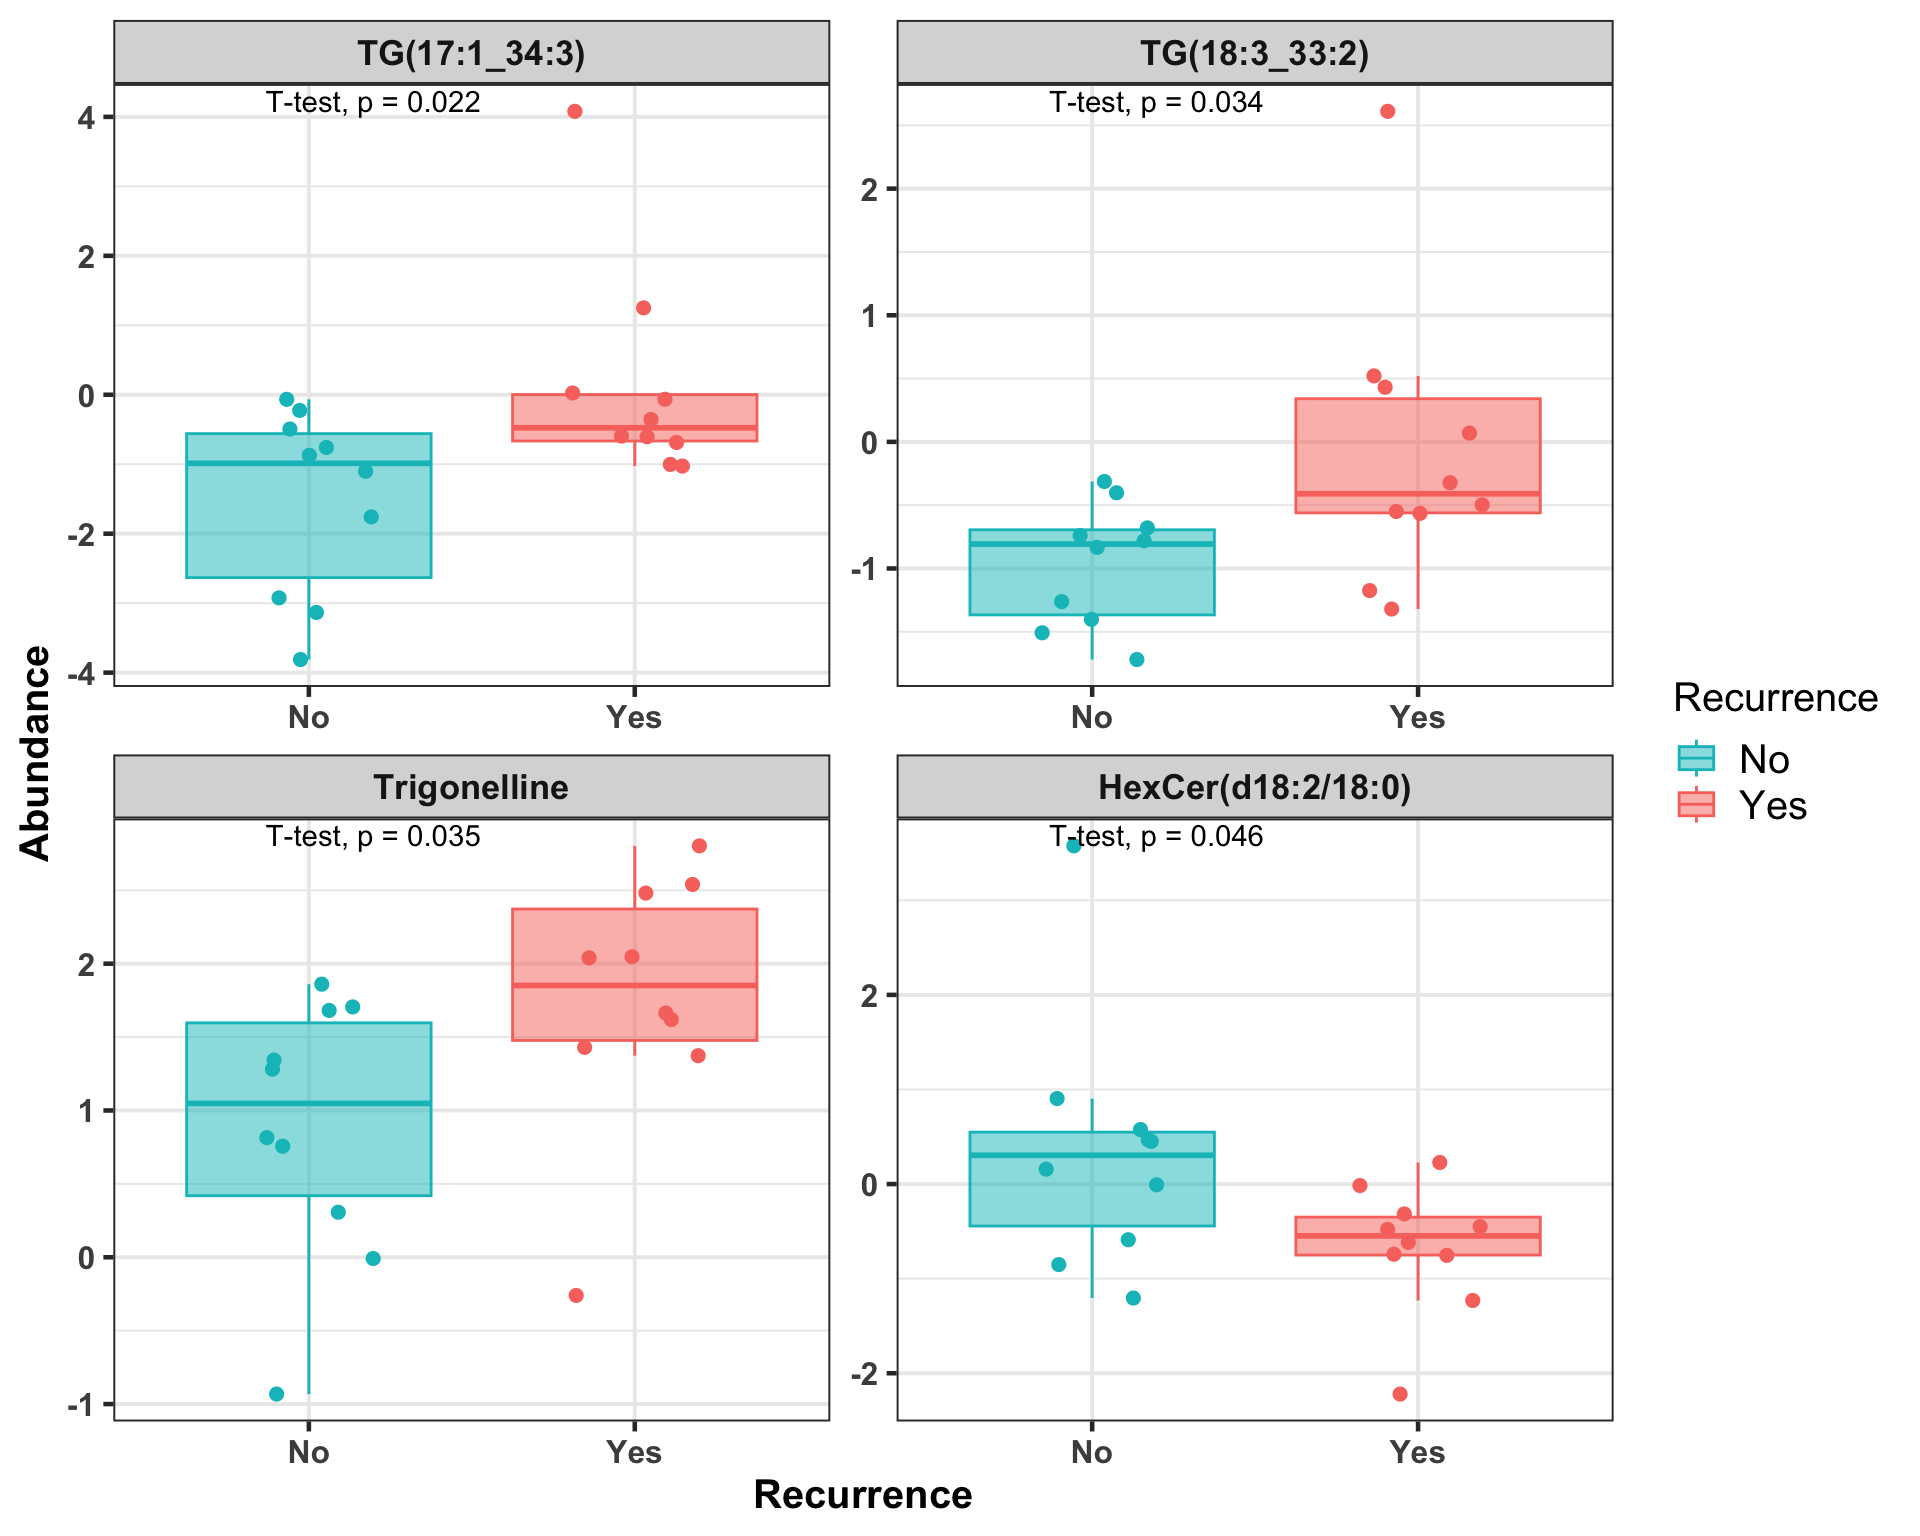 TG(17:1_34:3)
TG(18:3_33:2)
T-test, p = 0.022
T-test, p = 0.034
4
2
0
-2
-4
2
1
0
-1
No
Yes
No
Yes
Trigonelline
HexCer(d18:2/18:0)
T-test, p = 0.035
T-test, p = 0.046
2
1
0
-1
2
0
-2
No
Yes
No
Yes
Abundance
Recurrence
Recurrence
No
Yes